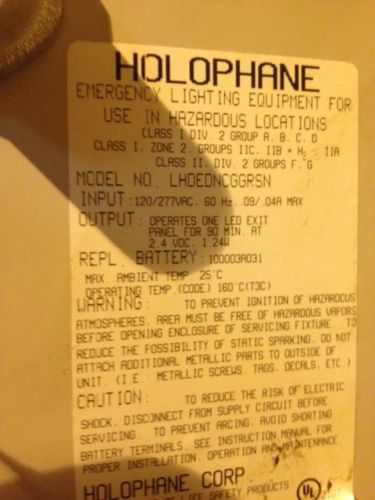 HOLOPHANE
EMERGENCY LIGHTING EQUIPMENT FOR
USE IN HAZARDOUS LOCATIONS
CLASS I DIV. 2 GROUP A. B. C. D
CLASS I. ZONE 2. GROUPS IIC. IIB + H2. IIA
CLASS II. DIV. 2 GROUPS F. G
MODEL NO. LHDEDNCGGRSN
INPUT :120/277VAC. 60 Hz. .09/.04A MAX
OUTPUT : OPERATES ONE LED EXIT
PANEL FOR 90 MIN. AT
2.4 VDC. 1.24W
REPL. BATTERY: 100003A031
MAX. AMBIENT TEMP. 25°C
OPERATING TEMP.(CODE) 160°C(T3C)
WARNING: TO PREVENT IGNITION OF HAZARDOUS
ATMOSPHERES. AREA MUST BE FREE OF HAZARDOUS VAPORS
BEFORE OPENING ENCLOSURE OF SERVICING FIXTURE. TO
REDUCE THE POSSIBILITY OF STATIC SPARKING. DO NOT
ATTACH ADDITIONAL METALLIC PARTS TO OUTSIDE OF
UNIT. (I.E.: METALLIC SCREWS. TAGS. DECALS. ETC.)
CAUTION: TO REDUCE THE RISK OF ELECTRIC
SHOCK. DISCONNECT FROM SUPPLY CIRCUIT BEFORE
SERVICING. TO PREVENT ARCING. AVOID SHORTING
BATTERY TERMINALS. SEE INSTRUCTION MANUAL FOR
PROPER INSTALLATION. OPERATION AND MAINTENANCE
HOLOPHANE CORP
LIFE SAFETY PRODUCTS
UL